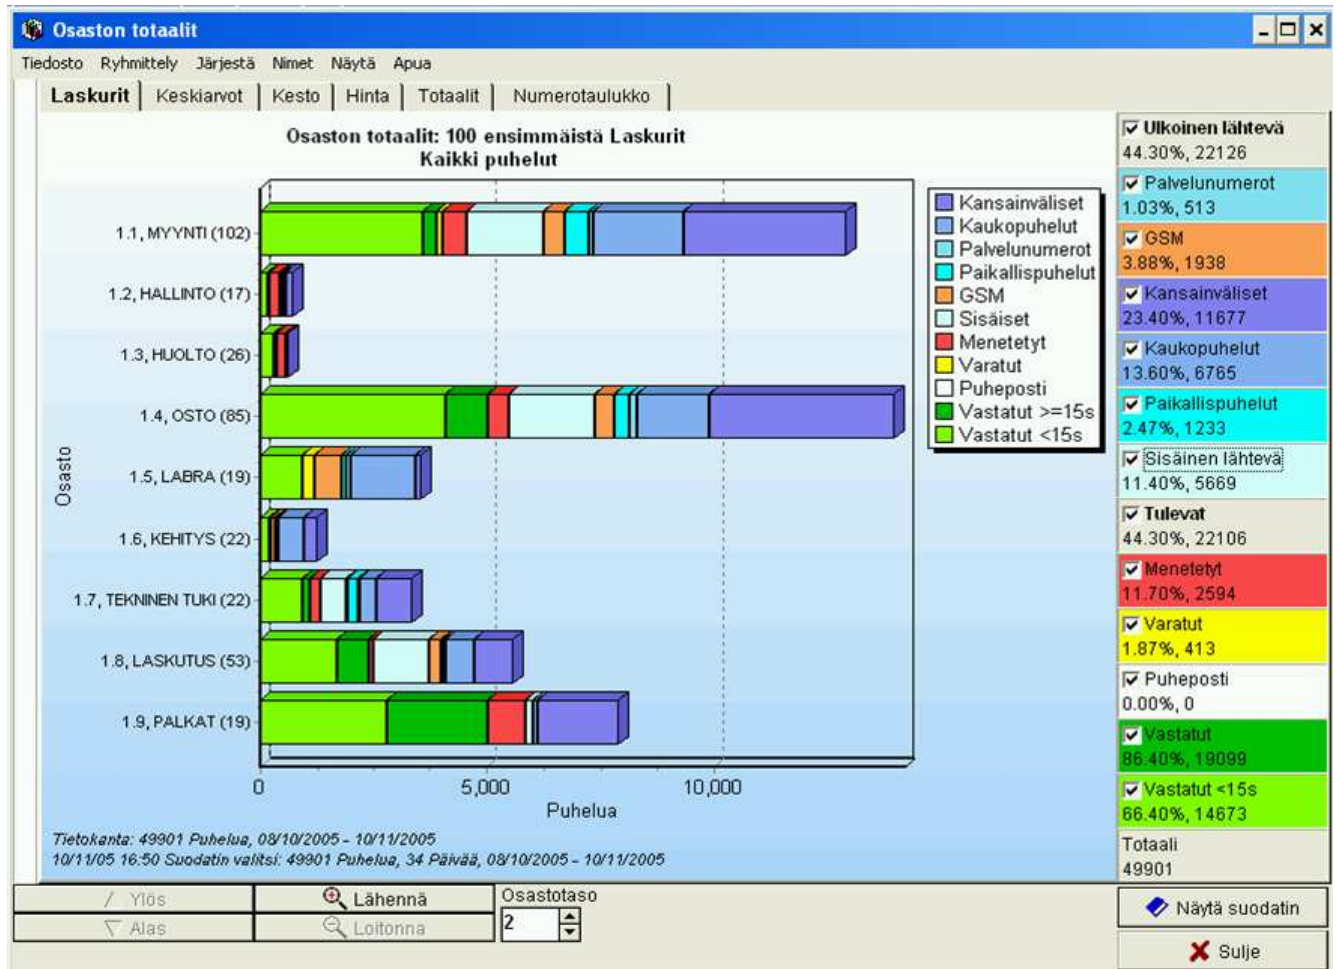 Osaston totaalit
Tiedosto Ryhmittely Järjestä Nimet Näytä Apua
Laskurit Keskiarvot Kesto Hinta Totaalit Numerotaulukko
Osaston totaalit: 100 ensimmäistä Laskurit
Kaikki puhelut
Osasto
1.1, MYYNTI (102)
1.2, HALLINTO (17)
1.3, HUOLTO (26)
1.4, OSTO (85)
1.5, LABRA (19)
1.6, KEHITYS (22)
1.7, TEKNINEN TUKI (22)
1.8, LASKUTUS (53)
1.9, PALKAT (19)
0 5,000 10,000
Puhelua
Kansainväliset
Kaukopuhelut
Palvelunumerot
Paikallispuhelut
GSM
Sisäiset
Menetetyt
Varatut
Puheposti
Vastatut >=15s
Vastatut <15s
Tietokanta: 49901 Puhelua, 08/10/2005 - 10/11/2005
10/11/05 16:50 Suodatin valitsi: 49901 Puhelua, 34 Päivää, 08/10/2005 - 10/11/2005
Ulkoinen lähtevä
44.30%, 22126
Palvelunumerot
1.03%, 513
GSM
3.88%, 1938
Kansainväliset
23.40%, 11677
Kaukopuhelut
13.60%, 6765
Paikallispuhelut
2.47%, 1233
Sisäinen lähtevä
11.40%, 5669
Tulevat
44.30%, 22106
Menetetyt
11.70%, 2594
Varatut
1.87%, 413
Puheposti
0.00%, 0
Vastatut
86.40%, 19099
Vastatut <15s
66.40%, 14673
Totaali
49901
Ylös
Alas
Lähennä
Loitonna
Osastotaso
2
Näytä suodatin
Sulje